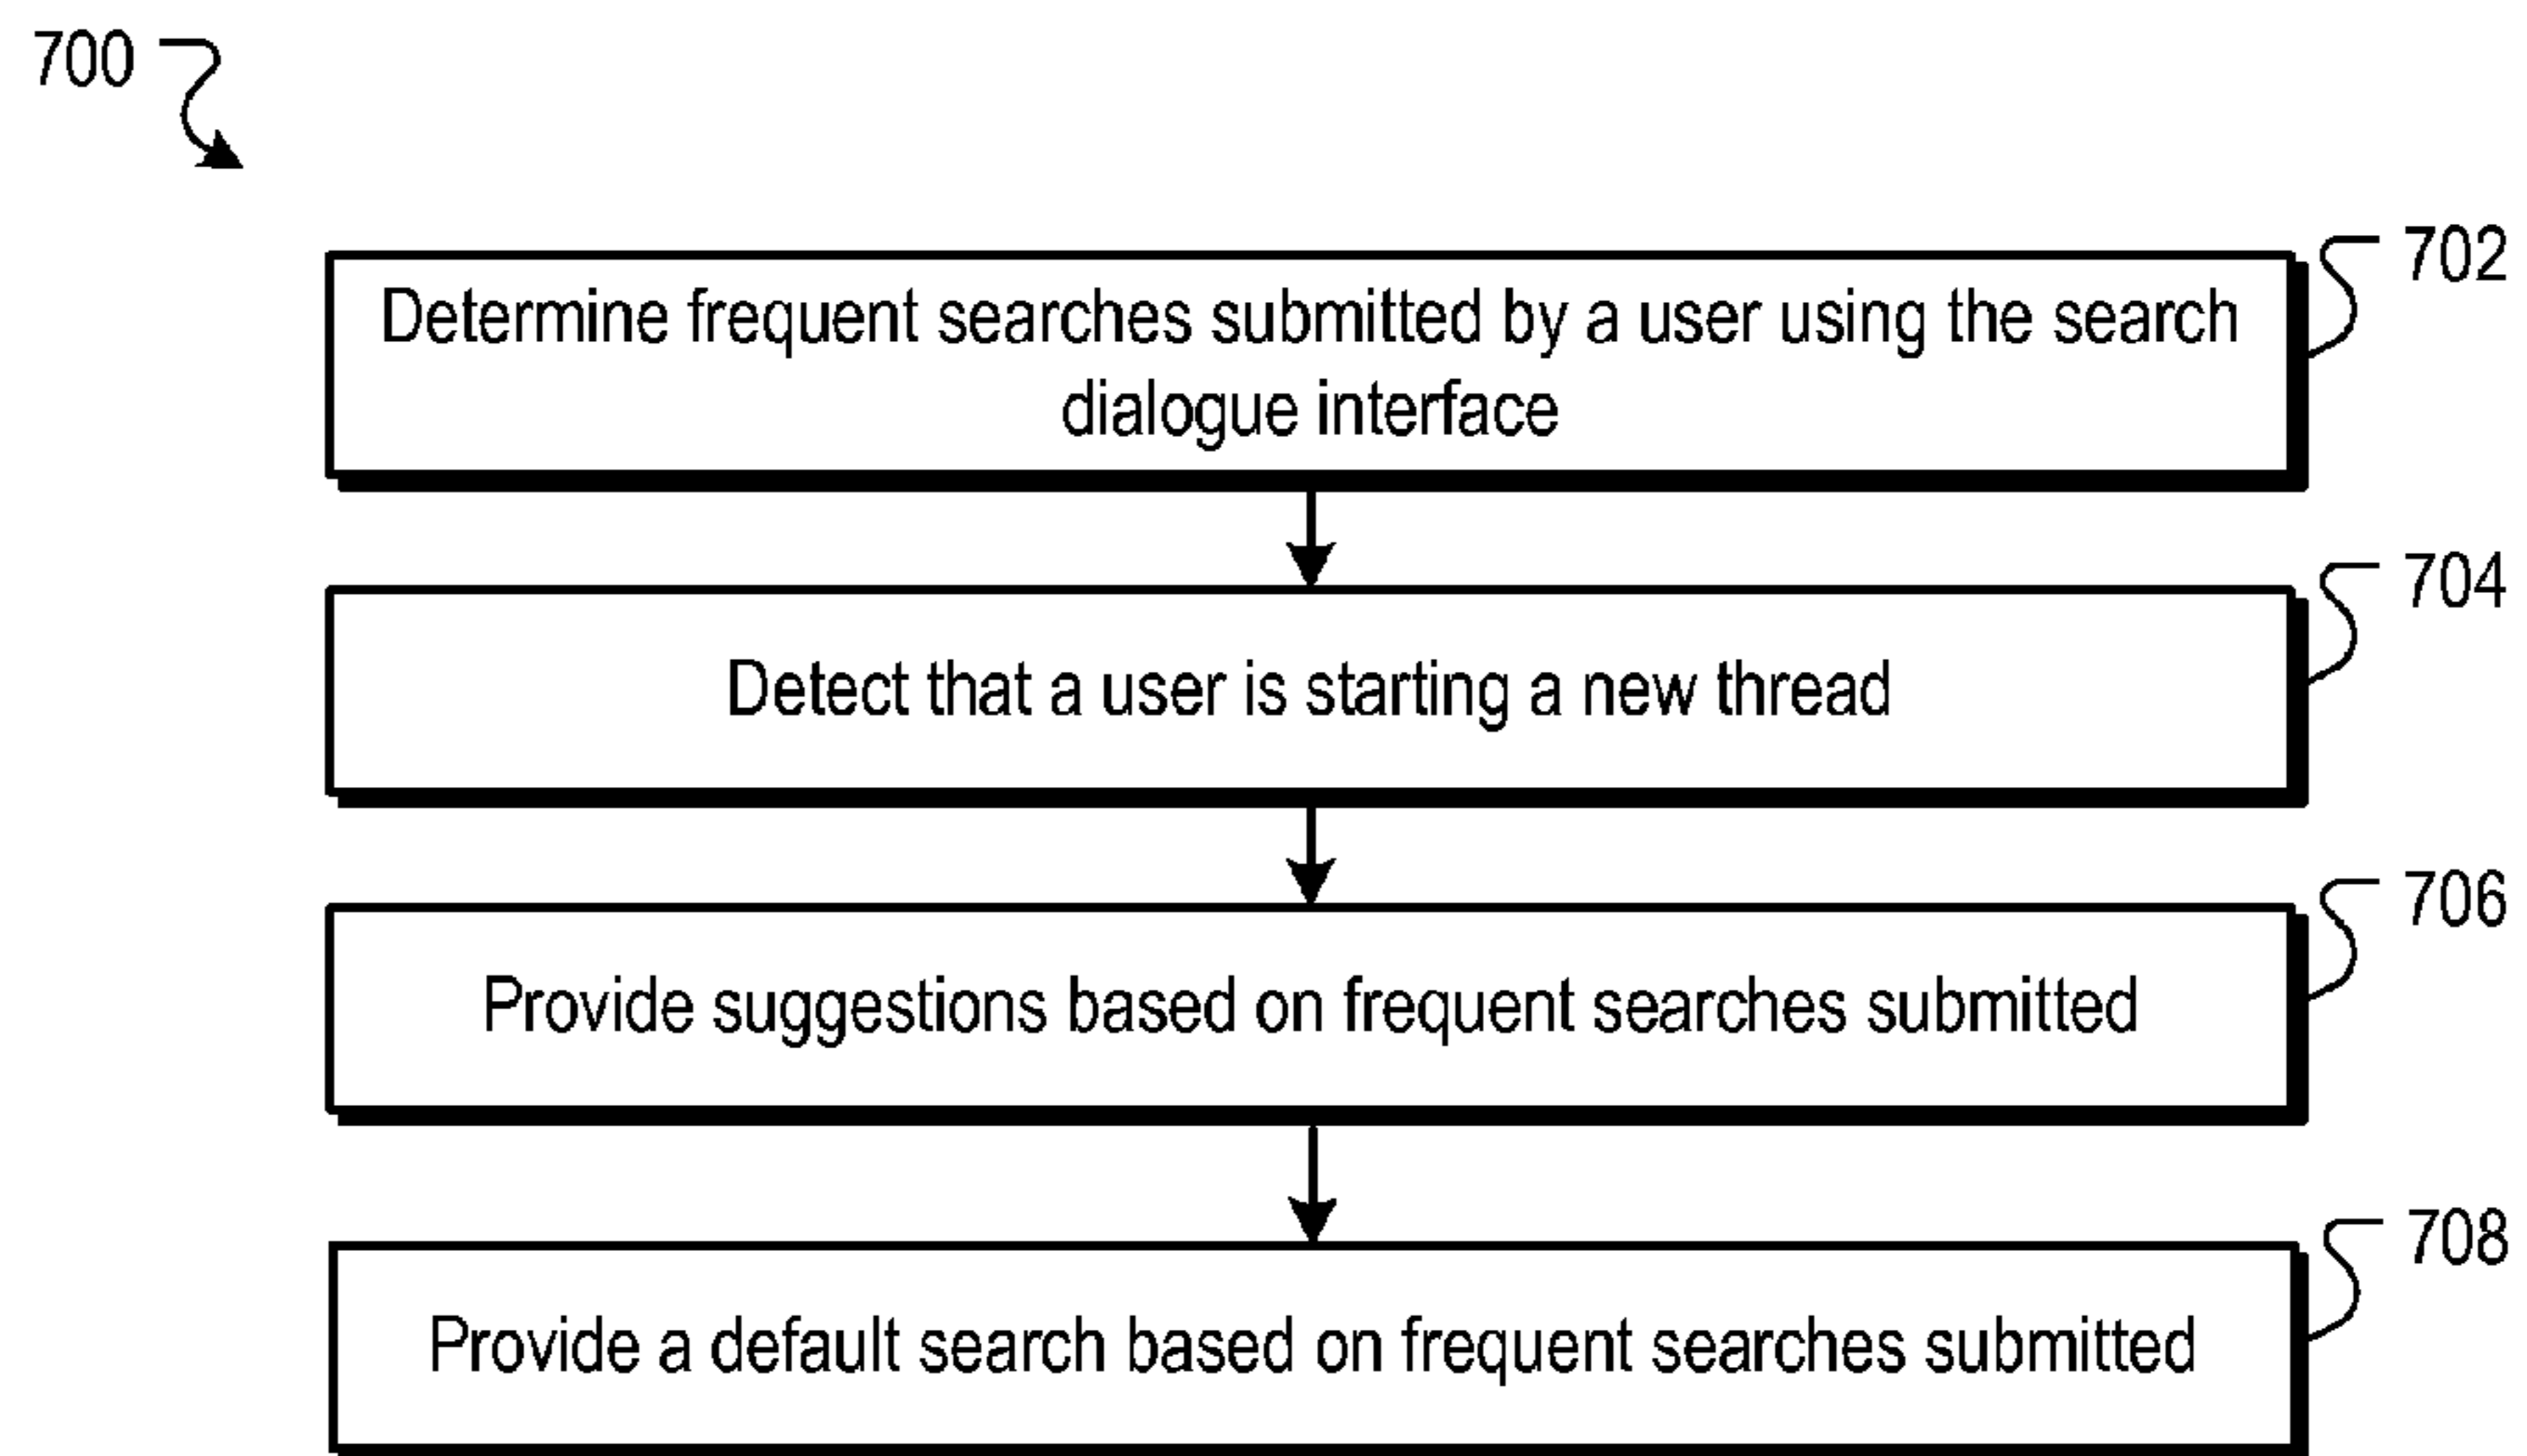 700
702
Determine frequent searches submitted by a user using the search
dialogue interface
704
Detect that a user is starting a new thread
706
Provide suggestions based on frequent searches submitted
708
Provide a default search based on frequent searches submitted